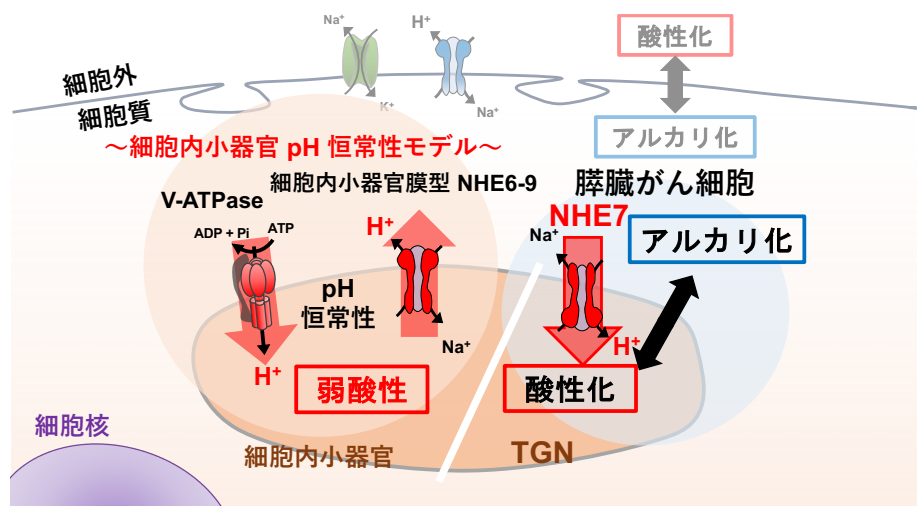 Na⁺
H⁺
K⁺
Na⁺
酸性化
アルカリ化
細胞外
細胞質
～細胞内小器官 pH 恒常性モデル～
細胞内小器官膜型 NHE6-9
V-ATPase
ADP + Pi
ATP
H⁺
pH
恒常性
H⁺
Na⁺
弱酸性
膵臓がん細胞
NHE7
Na⁺
アルカリ化
H⁺
酸性化
細胞核
細胞内小器官
TGN